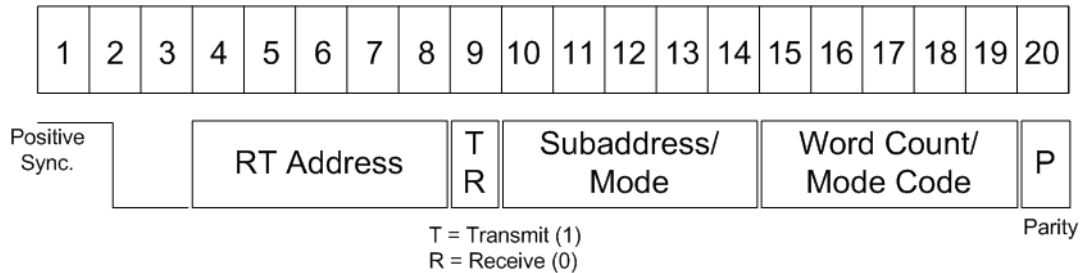 1 2 3 4 5 6 7 8 9 10 11 12 13 14 15 16 17 18 19 20
Positive
Sync.
RT Address
T
R
Subaddress/
Mode
Word Count/
Mode Code
P
T = Transmit (1)
R = Receive (0)
Parity